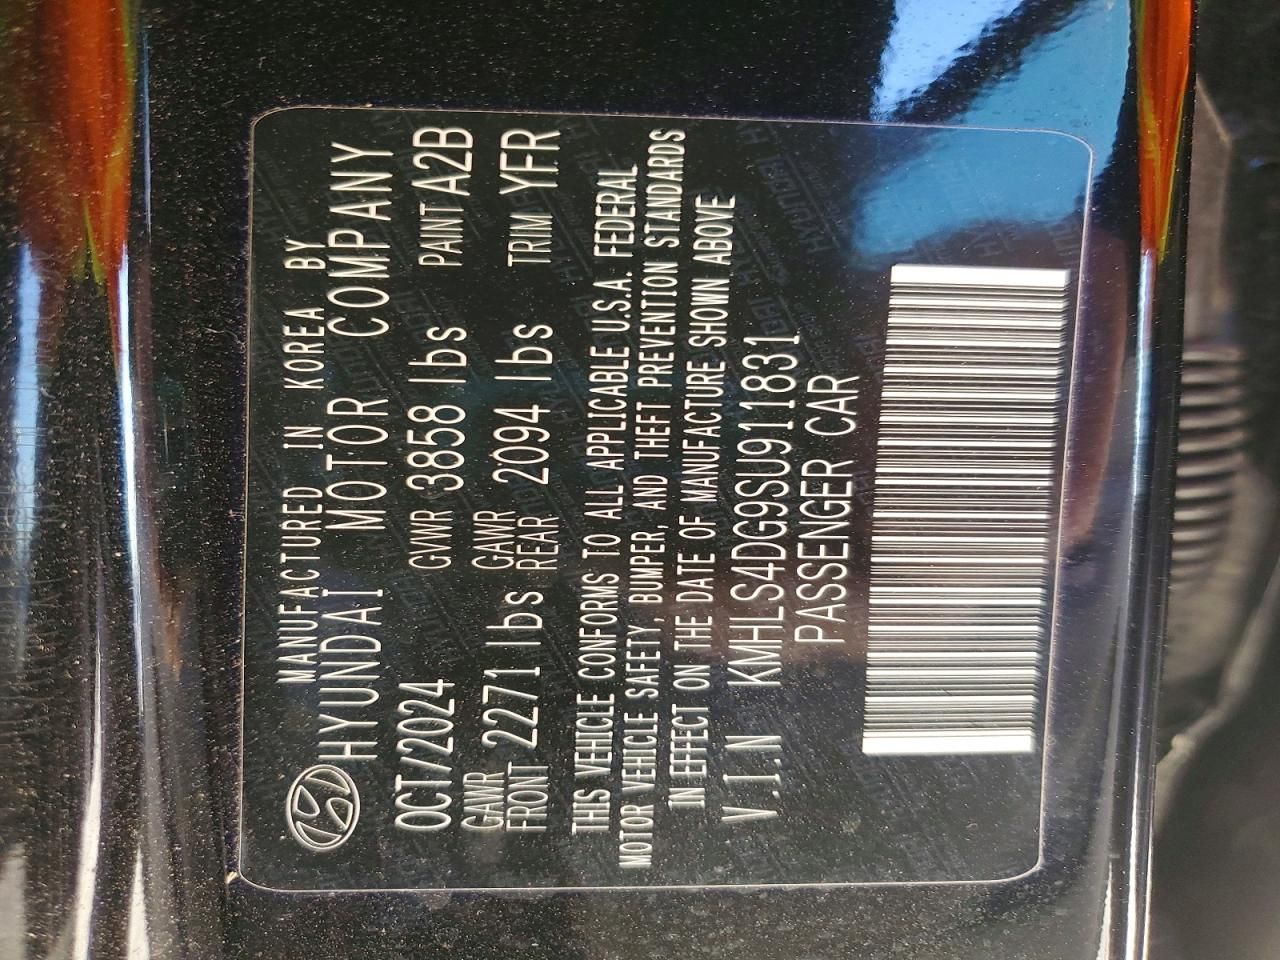 MANUFACTURED IN KOREA BY
HYUNDAI MOTOR COMPANY
OCT/2024 GVWR 3858 lbs PAINT A2B
GAWR FRONT 2271 lbs GAWR REAR 2094 lbs TRIM YFR
THIS VEHICLE CONFORMS TO ALL APPLICABLE U.S.A. FEDERAL
MOTOR VEHICLE SAFETY, BUMPER, AND THEFT PREVENTION STANDARDS
IN EFFECT ON THE DATE OF MANUFACTURE SHOWN ABOVE
V.I.N KMHLS4DG9SU911831
PASSENGER CAR